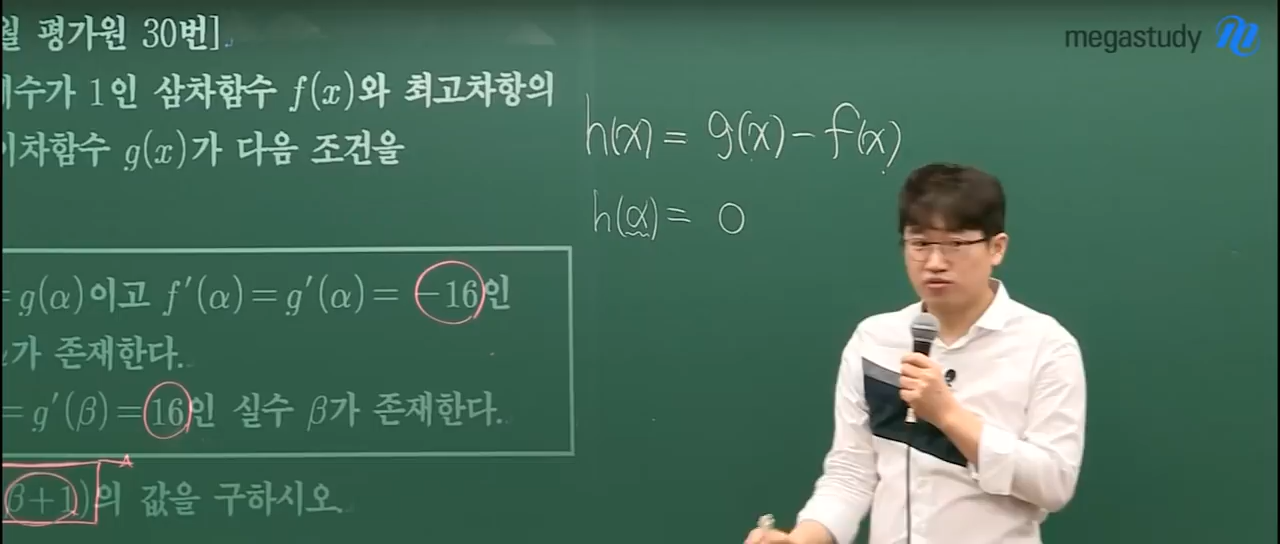 월 평가원 30번]
megastudy
계수가 1인 삼차함수 f(x)와 최고차항의
이차함수 g(x)가 다음 조건을
h(x) = g(x) - f(x)
h(α) = 0
= g(α)이고 f′(α) = g′(α) = -16인
가 존재한다.
= g′(β) = 16인 실수 β가 존재한다.
β+1)의 값을 구하시오.